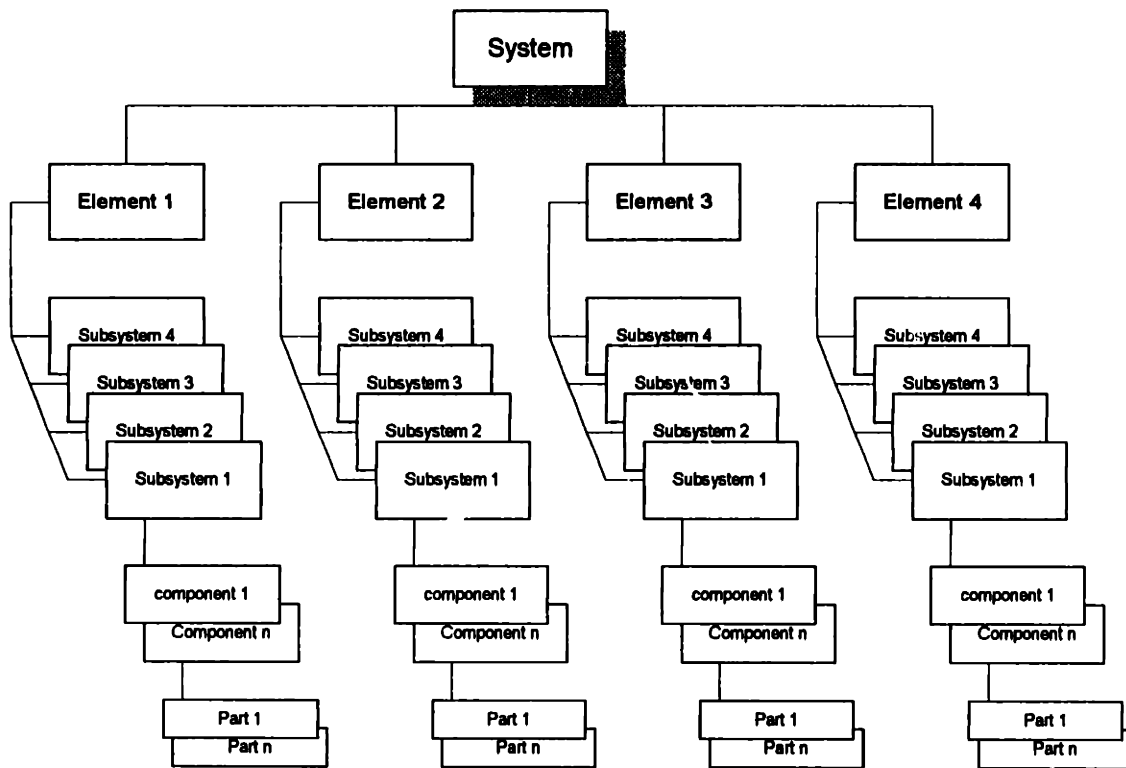 System
Element 1
Element 2
Element 3
Element 4
Subsystem 4
Subsystem 4
Subsystem 4
Subsystem 4
Subsystem 3
Subsystem 3
Subsystem 3
Subsystem 3
Subsystem 2
Subsystem 2
Subsystem 2
Subsystem 2
Subsystem 1
Subsystem 1
Subsystem 1
Subsystem 1
component 1
component 1
component 1
component 1
Component n
Component n
Component n
Component n
Part 1
Part 1
Part 1
Part 1
Part n
Part n
Part n
Part n